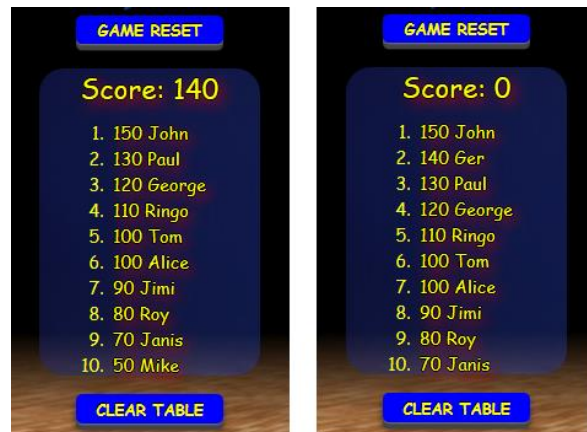 GAME RESET
Score: 140
1. 150 John
2. 130 Paul
3. 120 George
4. 110 Ringo
5. 100 Tom
6. 100 Alice
7. 90 Jimi
8. 80 Roy
9. 70 Janis
10. 50 Mike
CLEAR TABLE
GAME RESET
Score: 0
1. 150 John
2. 140 Ger
3. 130 Paul
4. 120 George
5. 110 Ringo
6. 100 Tom
7. 100 Alice
8. 90 Jimi
9. 80 Roy
10. 70 Janis
CLEAR TABLE